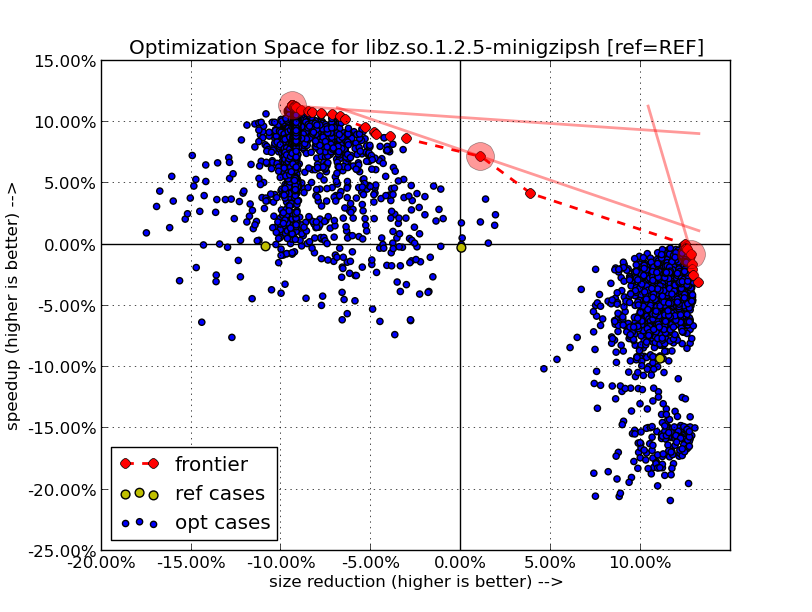 Optimization Space for libz.so.1.2.5-minigzipsh [ref=REF]
15.00%
10.00%
5.00%
0.00%
-5.00%
-10.00%
-15.00%
-20.00%
-25.00%
speedup (higher is better) -->
frontier
ref cases
opt cases
-20.00%
-15.00%
-10.00%
-5.00%
0.00%
5.00%
10.00%
size reduction (higher is better) -->